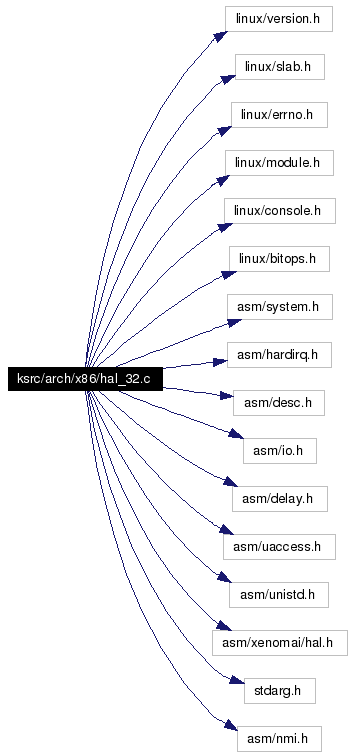 linux/version.h
linux/slab.h
linux/errno.h
linux/module.h
linux/console.h
linux/bitops.h
asm/system.h
asm/hardirq.h
ksrc/arch/x86/hal_32.c
asm/desc.h
asm/io.h
asm/delay.h
asm/uaccess.h
asm/unistd.h
asm/xenomai/hal.h
stdarg.h
asm/nmi.h